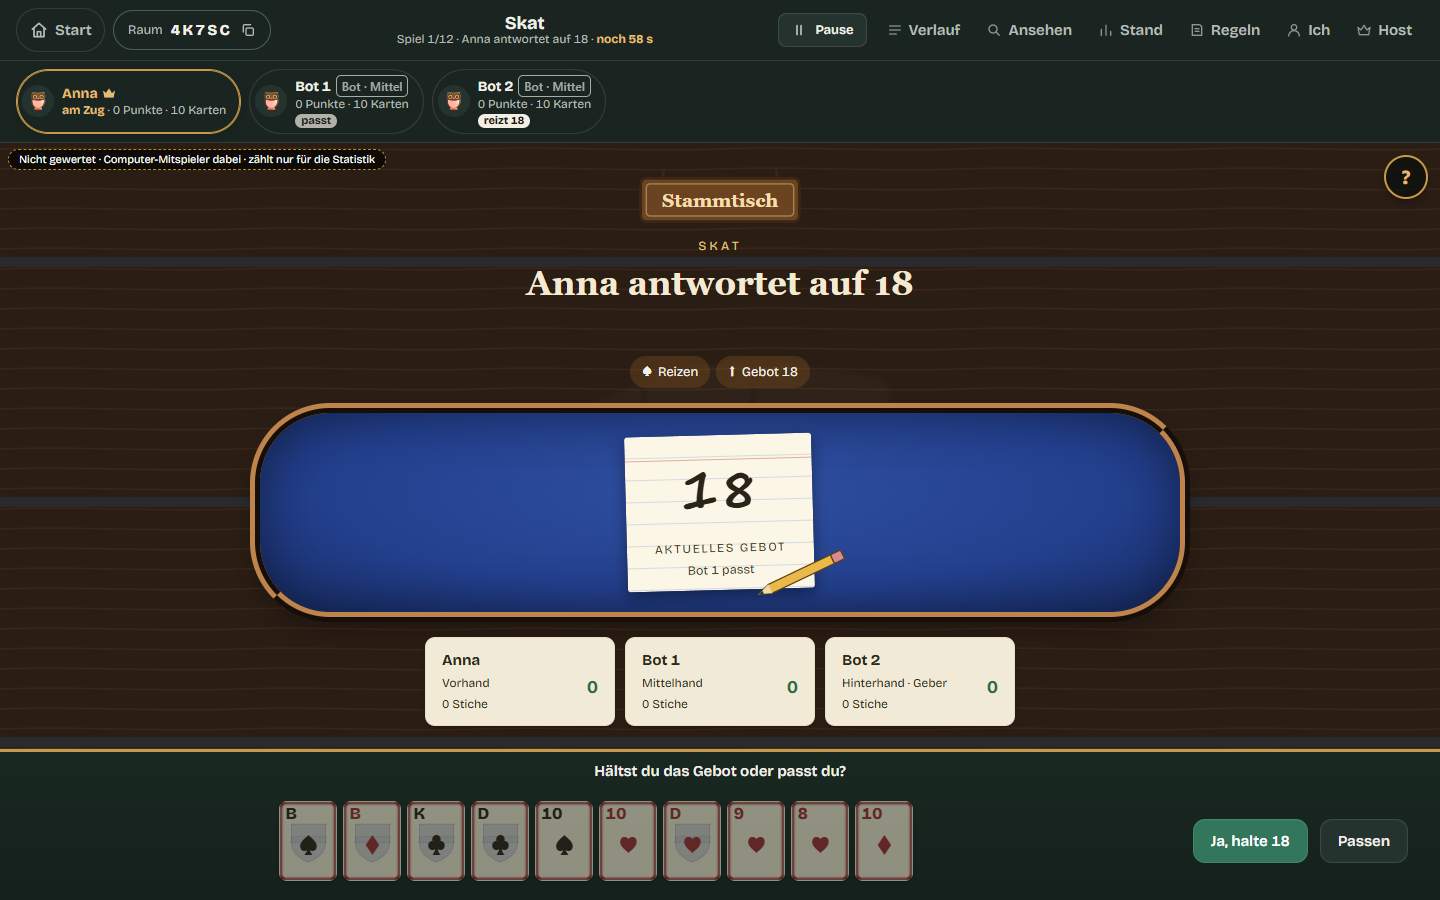 Start
Raum 4K7SC
Skat
Spiel 1/12 · Anna antwortet auf 18 · noch 58 s
Pause
Verlauf
Ansehen
Stand
Regeln
Ich
Host
Anna
am Zug · 0 Punkte · 10 Karten
Bot 1 Bot · Mittel
0 Punkte · 10 Karten
passt
Bot 2 Bot · Mittel
0 Punkte · 10 Karten
reizt 18
Nicht gewertet · Computer-Mitspieler dabei · zählt nur für die Statistik
?
Stammtisch
SKAT
Anna antwortet auf 18
Reizen
Gebot 18
18
AKTUELLES GEBOT
Bot 1 passt
Anna
Vorhand
0 Stiche
0
Bot 1
Mittelhand
0 Stiche
0
Bot 2
Hinterhand · Geber
0 Stiche
0
Hältst du das Gebot oder passt du?
B
B
K
D
10
10
D
9
8
10
Ja, halte 18
Passen